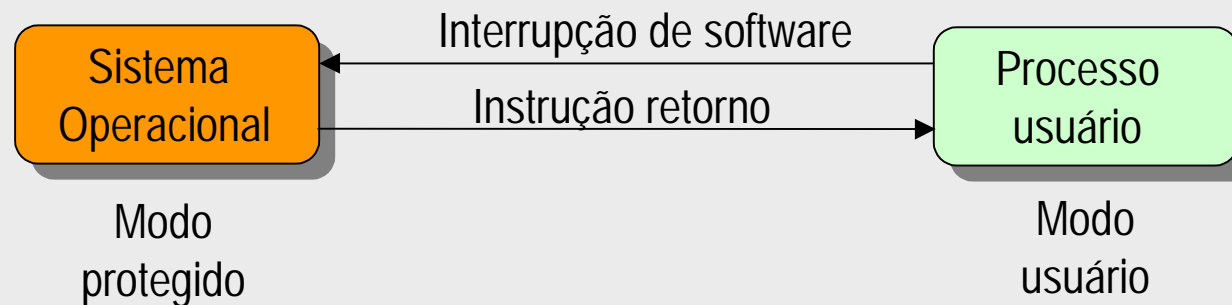 Interrupção de software
Sistema
Operacional
Processo
usuário
Instrução retorno
Modo
protegido
Modo
usuário